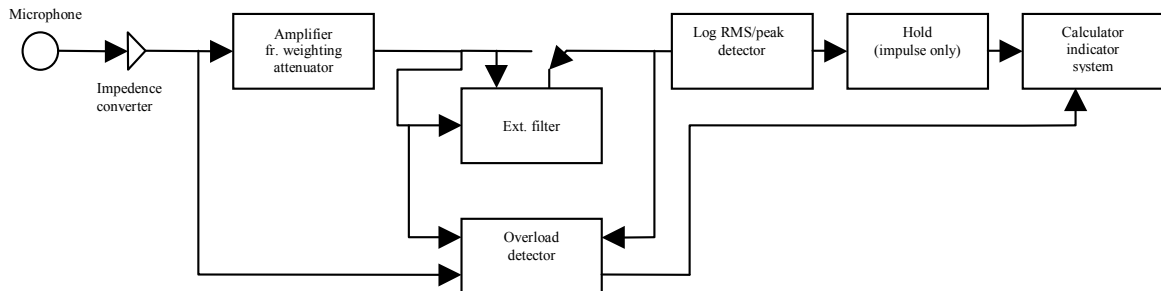 Microphone
Impedence
converter
Amplifier
fr. weighting
attenuator
Ext. filter
Overload
detector
Log RMS/peak
detector
Hold
(impulse only)
Calculator
indicator
system